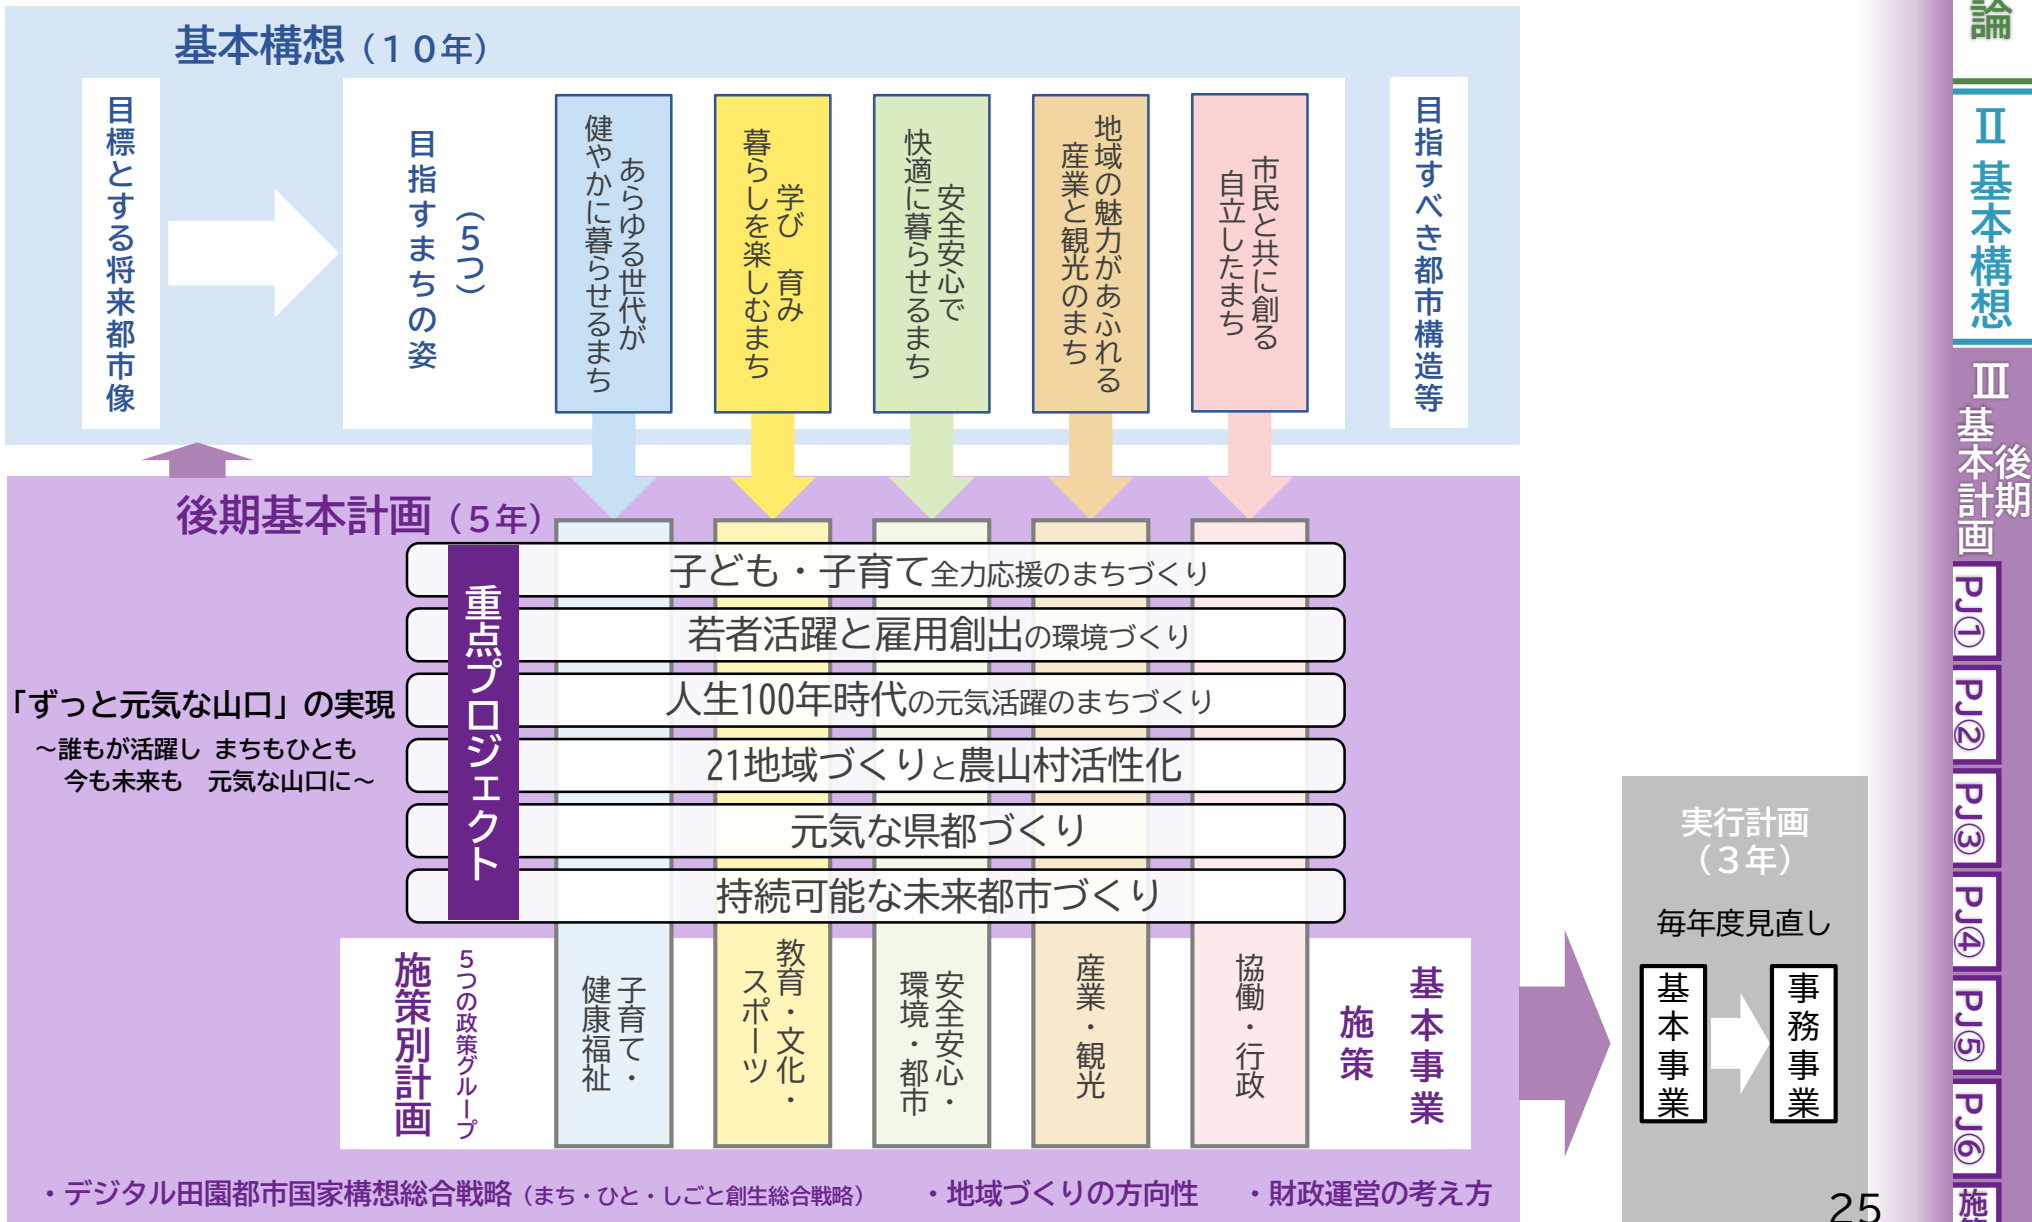 基本構想（１０年）
目標とする将来都市像
目指すまちの姿
（５つ）
あらゆる世代が
健やかに暮らせるまち
学び　育み
暮らしを楽しむまち
安全安心で
快適に暮らせるまち
地域の魅力があふれる
産業と観光のまち
市民と共に創る
自立したまち
目指すべき都市構造等
後期基本計画（５年）
重点プロジェクト
子ども・子育て全力応援のまちづくり
若者活躍と雇用創出の環境づくり
人生100年時代の元気活躍のまちづくり
21地域づくりと農山村活性化
元気な県都づくり
持続可能な未来都市づくり
「ずっと元気な山口」の実現
～誰もが活躍し まちもひとも
今も未来も　元気な山口に～
施策別計画
５つの政策グループ
子育て・
健康福祉
教育・文化・
スポーツ
安全安心・
環境・都市
産業・観光
協働・行政
施策
基本事業
・デジタル田園都市国家構想総合戦略（まち・ひと・しごと創生総合戦略）
・地域づくりの方向性
・財政運営の考え方
実行計画
（３年）
毎年度見直し
基本事業
事務事業
論
Ⅱ 基本構想
Ⅲ
後期
基本計画
PJ①
PJ②
PJ③
PJ④
PJ⑤
PJ⑥
施
25